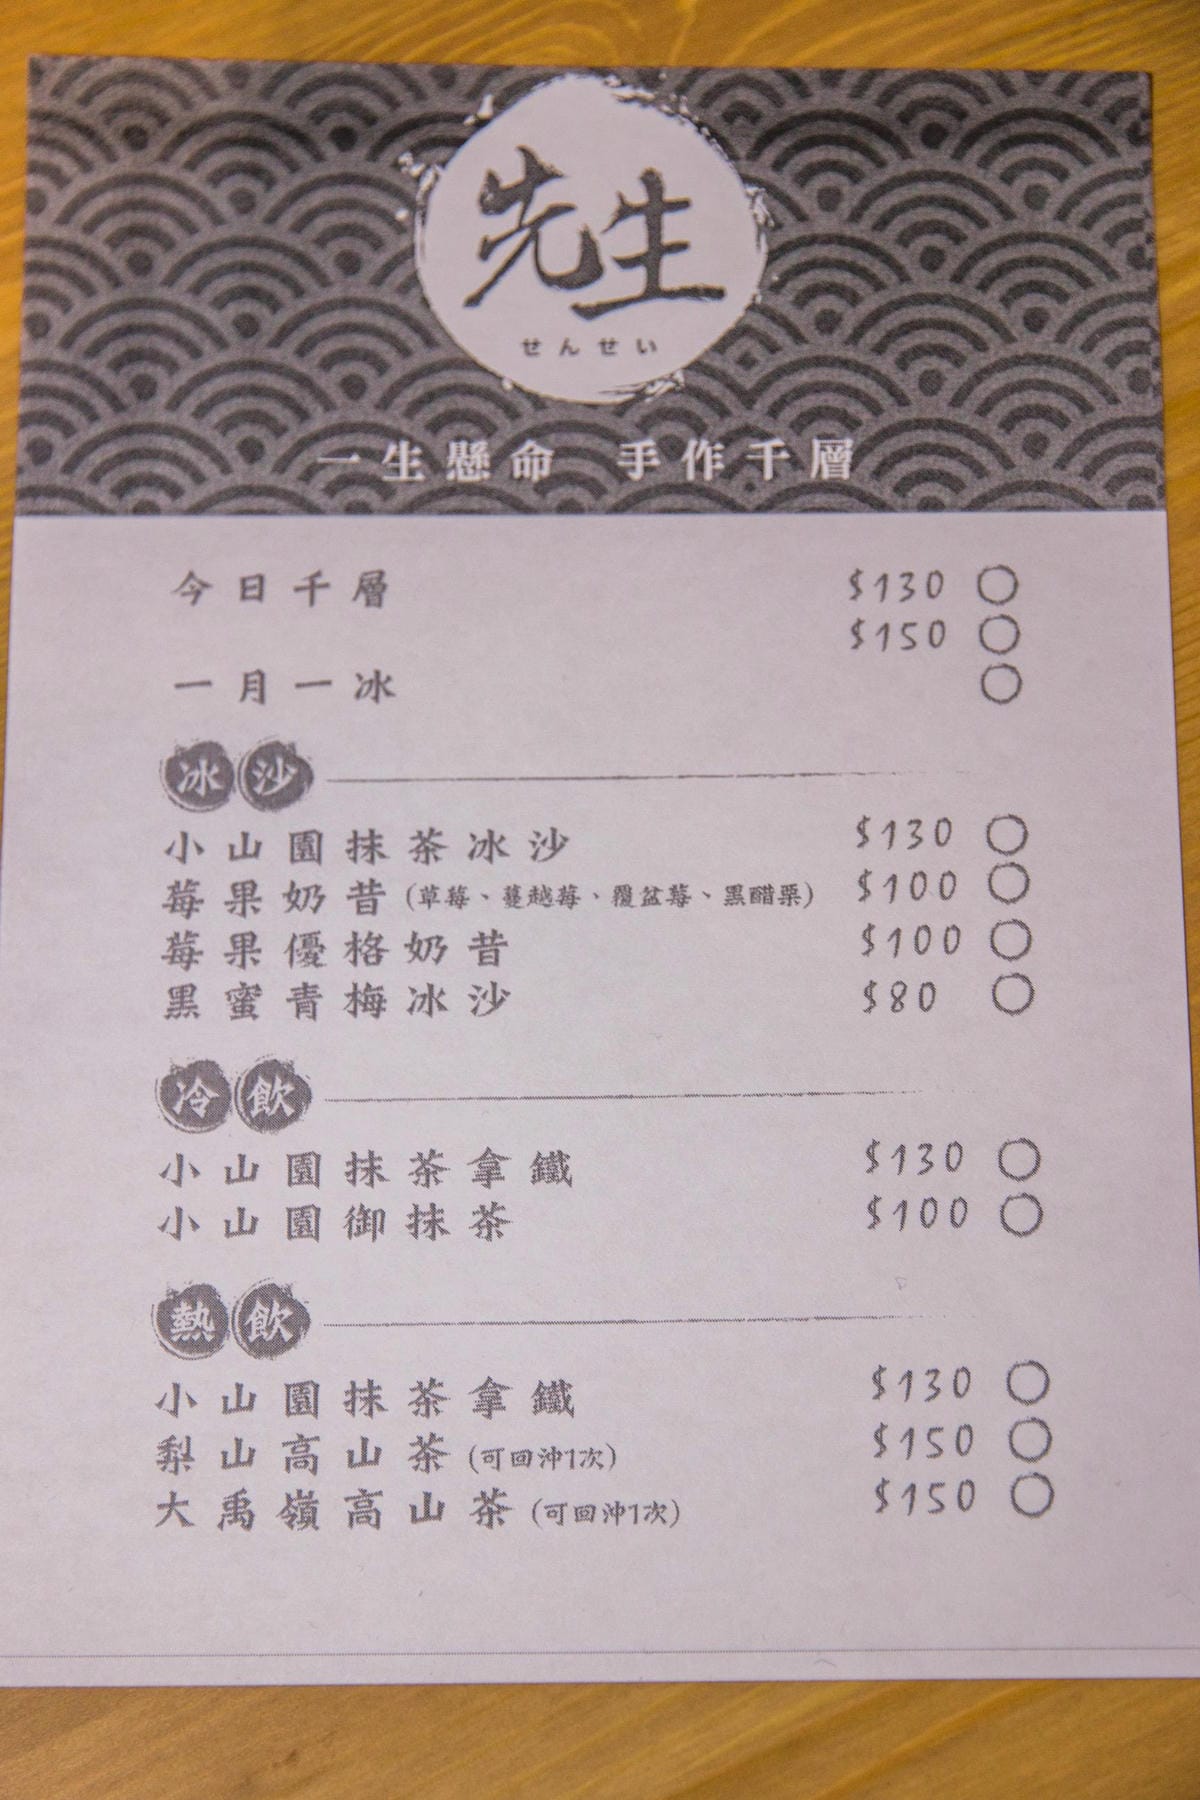 先生
せんせい
一生懸命 手作千層
今日千層 $130
$150
一月一冰
冰沙
小山園抹茶冰沙 $130
莓果奶昔 (草莓、蔓越莓、覆盆莓、黑醋栗) $100
莓果優格奶昔 $100
黑蜜青梅冰沙 $80
冷飲
小山園抹茶拿鐵 $130
小山園御抹茶 $100
熱飲
小山園抹茶拿鐵 $130
梨山高山茶 (可回沖1次) $150
大禹嶺高山茶 (可回沖1次) $150